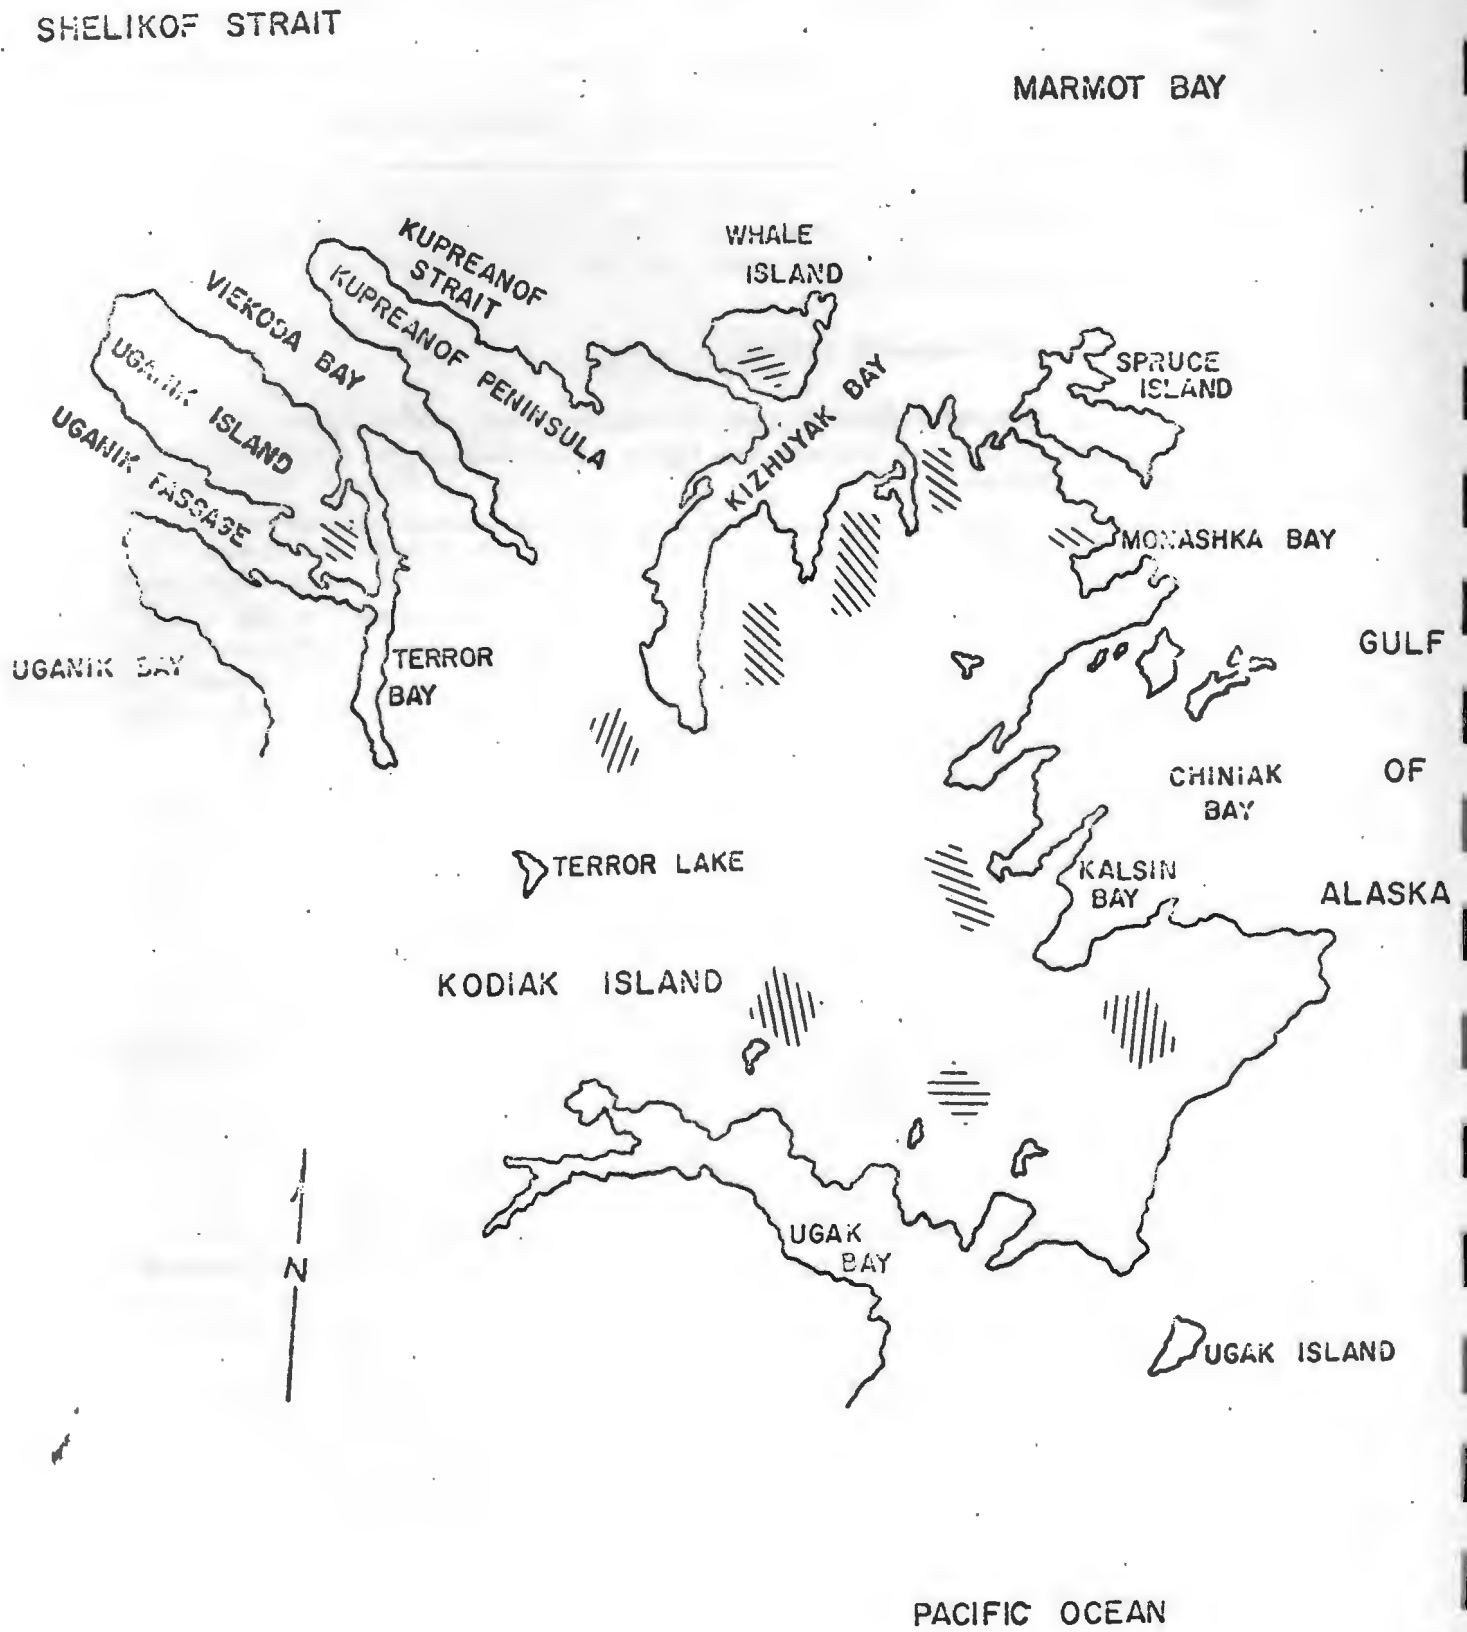 SHELIKOF STRAIT
MARMOT BAY
KUPREANOF
STRAIT
WHALE
ISLAND
VIEKODA BAY
KUPREANOF PENINSULA
UGANIK ISLAND
UGANIK PASSAGE
KIZHUYAK BAY
SPRUCE
ISLAND
MONASHKA BAY
UGANIK BAY
TERROR
BAY
GULF
OF
ALASKA
CHINIAK
BAY
TERROR LAKE
KALSIN
BAY
KODIAK ISLAND
N
UGAK
BAY
UGAK ISLAND
PACIFIC OCEAN